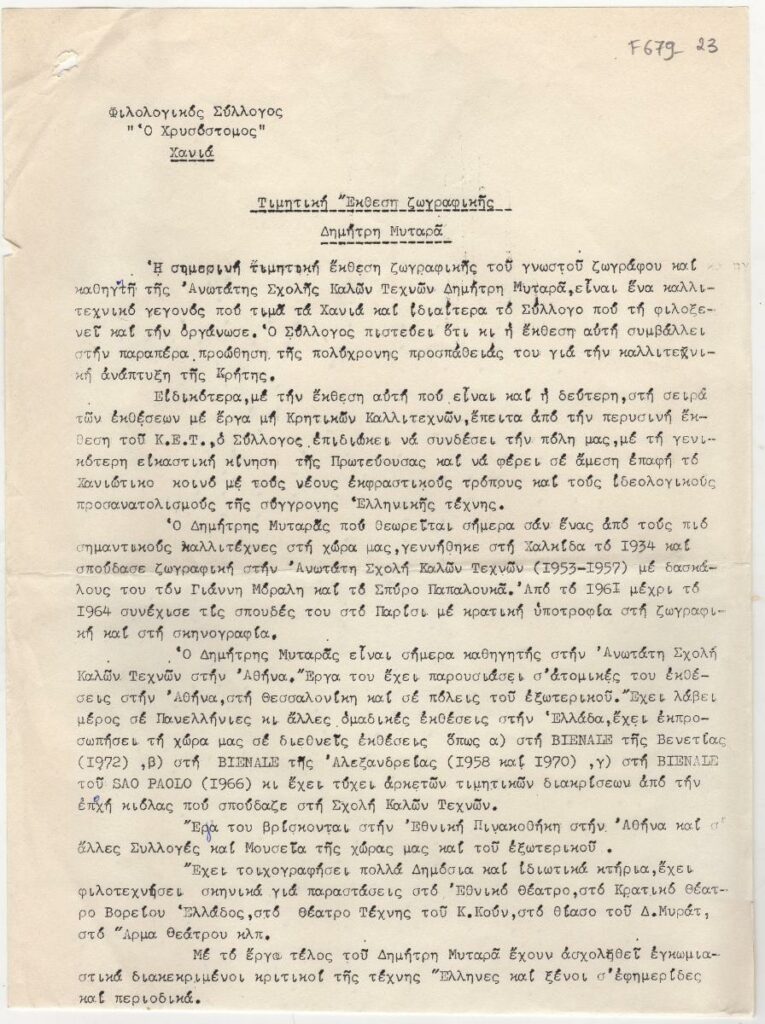 F679 23
Φιλολογικός Σύλλογος
"Ὁ Χρυσόστομος"
Χανιά
Τιμητική Ἔκθεση ζωγραφικῆς
Δημήτρη Μυταρᾶ
Ἡ σημερινή τιμητική ἔκθεση ζωγραφικῆς τοῦ γνωστοῦ ζωγράφου καί
καθηγητῆ τῆς Ἀνωτάτης Σχολῆς Καλῶν Τεχνῶν Δημήτρη Μυταρᾶ,εἶναι ἕνα καλλι-
τεχνικό γεγονός πού τιμᾶ τά Χανιά καί ἰδιαίτερα τό Σύλλογο πού τή φιλοξε-
νεῖ καί τήν ὀργάνωσε.Ὁ Σύλλογος πιστεύει ὅτι κι ἡ ἔκθεση αὐτή συμβάλλει
στήν παραπέρα προώθηση τῆς πολύχρονης προσπάθειάς του γιά τήν καλλιτεχνι-
κή ἀνάπτυξη τῆς Κρήτης.
Εἰδικότερα,μέ τήν ἔκθεση αὐτή πού εἶναι καί ἡ δεύτερη,στή σειρά
τῶν ἐκθέσεων μέ ἔργα μή Κρητικῶν Καλλιτεχνῶν,ἔπειτα ἀπό τήν περυσινή ἔκ-
θεση τοῦ Κ.Ε.Τ.,ὁ Σύλλογος ἐπιδιώκει νά συνδέσει τήν πόλη μας,μέ τή γενι-
κότερη εἰκαστική κίνηση τῆς Πρωτεύουσας καί νά φέρει σέ ἄμεση ἐπαφή τό
Χανιώτικο κοινό μέ τούς νέους ἐκφραστικούς τρόπρυς καί τούς ἰδεολογικούς
προσανατολισμούς τῆς σύγγρονης Ἑλληνικῆς τέχνης.
Ὁ Δημήτρης Μυταρᾶς πού θεωρεῖται σήμερα σάν ἕνας ἀπό τούς πιό
σημαντικούς καλλιτέχνες στή χώρα μας,γεννήθηκε στή Χαλκίδα τό 1934 καί
σπούδασε ζωγραφική στήν Ἀνωτάτη Σχολή Καλῶν Τεχνῶν (1953-1957) μέ δασκά-
λους του τόν Γιάννη Μόραλη καί τό Σπύρο Παπαλουκᾶ.Ἀπό τό 1961 μέχρι τό
1964 συνέχισε τίς σπουδές του στό Παρίσι μέ κρατική ὑποτροφία στή ζωγραφι-
κή καί στή σκηνογραφία.
Ὁ Δημήτρης Μυταρᾶς εἶναι σήμερα καθηγητής στήν Ἀνωτάτη Σχολή
Καλῶν Τεχνῶν στήν Ἀθήνα.Ἔργα του ἔχει παρουσιάσει σ'ἀτομικές του ἐκθέ-
σεις στήν Ἀθήνα,στή Θεσσαλονίκη καί σέ πόλεις τοῦ ἐξωτερικοῦ.Ἔχει λάβει
μέρος σέ Πανελλήνιες κι ἄλλες ὁμαδικές ἐκθέσεις στήν Ἑλλάδα,ἔχει ἐκπρο-
σωπήσει τή χώρα μας σέ διεθνεῖς ἐκθέσεις ὅπως α) στή BIENALE τῆς Βενετίας
(1972) ,β) στή BIENALE τῆς Ἀλεξανδρείας (1958 καί 1970) ,γ) στή BIENALE
τοῦ SAO PAOLO (1966) κι ἔχει τύχει ἀρκετῶν τιμητικῶν διακρίσεων ἀπό τήν
ἐποχή κιόλας πού σπούδαζε στή Σχολή Καλῶν Τεχνῶν.
Ἔργα του βρίσκονται στήν Ἐθνική Πινακοθήκη στήν Ἀθήνα καί σ'
ἄλλες Συλλογές καί Μουσεῖα τῆς χώρας μας καί τοῦ ἐξωτερικοῦ .
Ἔχει τοιχογραφήσει πολλά Δημόσια καί ἰδιωτικά κτήρια,ἔχει
φιλοτεχνήσει σκηνικά γιά παραστάσεις στό Ἐθνικό Θέατρο,στό Κρατικό Θέατ-
ρο Βορείου Ἑλλάδος,στό Θέατρο Τέχνης τοῦ Κ.Κούν,στό θίασο τοῦ Δ.Μυράτ,
στό Ἅρμα Θεάτρου κλπ.
Μέ τό ἔργω τέλος τοῦ Δημήτρη Μυταρᾶ ἔχουν ἀσχοληθεῖ ἐγκωμια-
στικά διακεκριμένοι κριτικοί τῆς τέχνης Ἕλληνες καί ξένοι σ'ἐφημερίδες
καί περιοδικά.